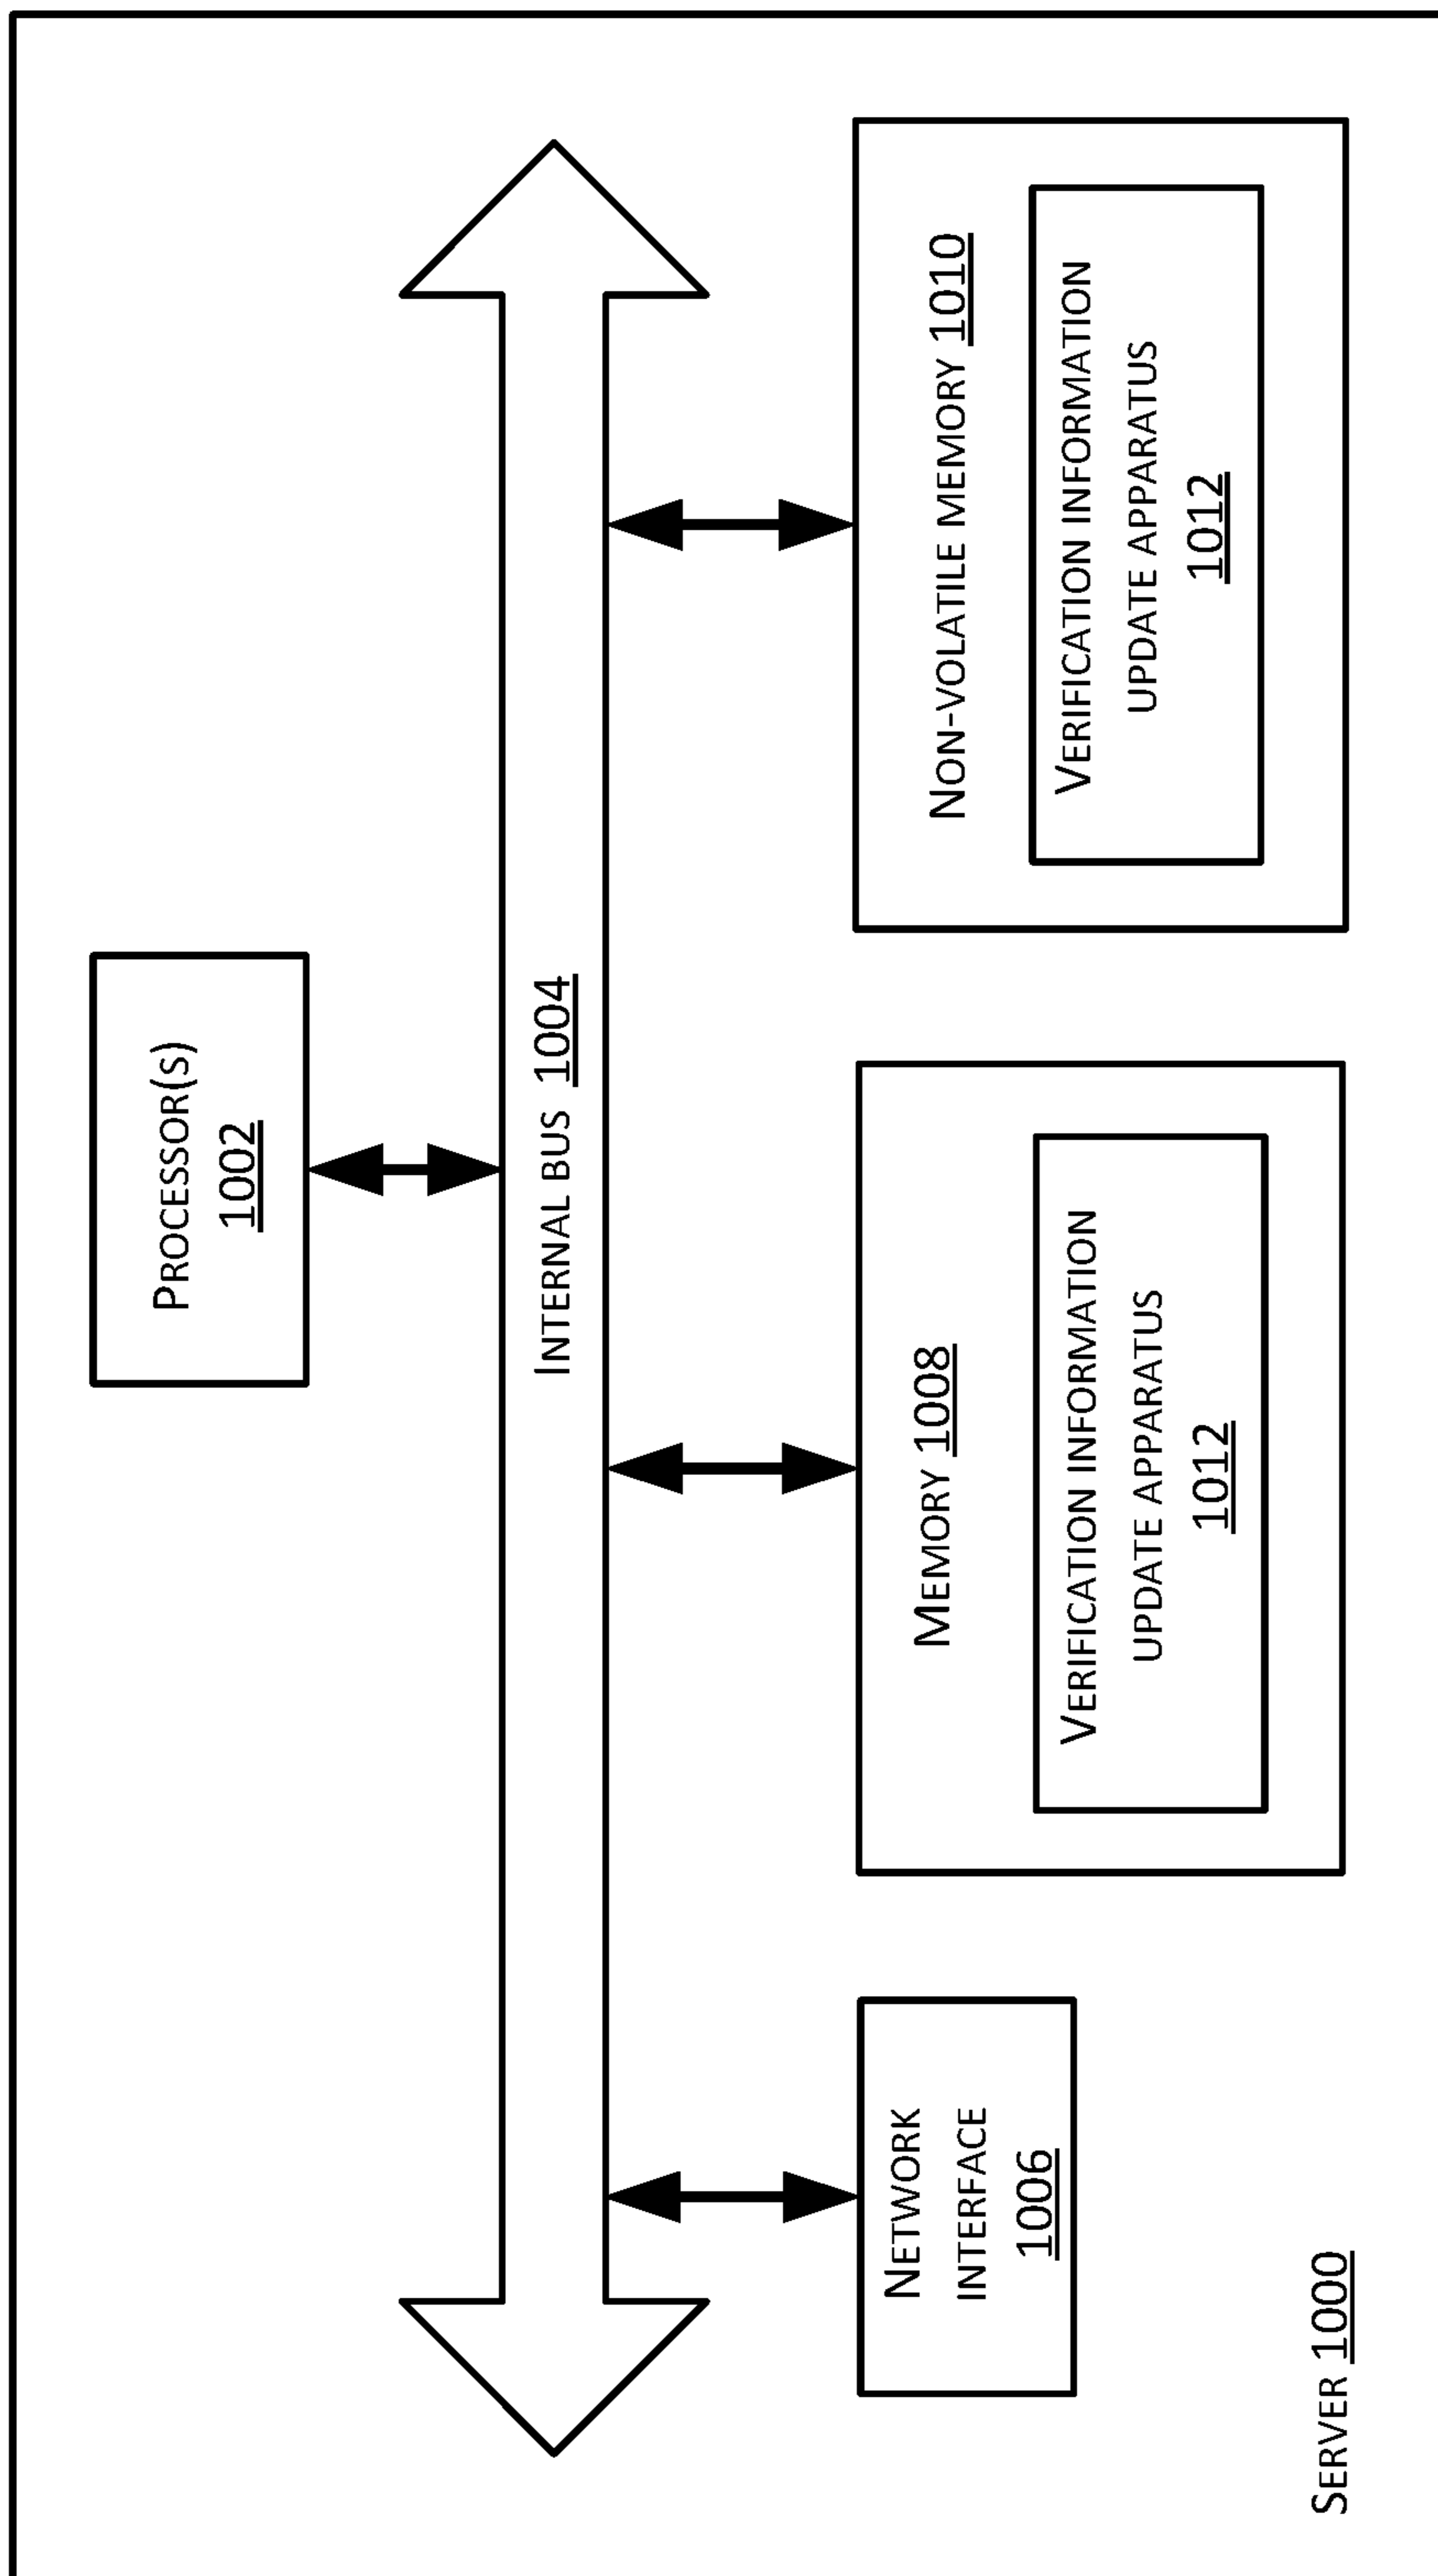 PROCESSOR(S)
1002
INTERNAL BUS 1004
NETWORK
INTERFACE
1006
MEMORY 1008
VERIFICATION INFORMATION
UPDATE APPARATUS
1012
NON-VOLATILE MEMORY 1010
VERIFICATION INFORMATION
UPDATE APPARATUS
1012
SERVER 1000